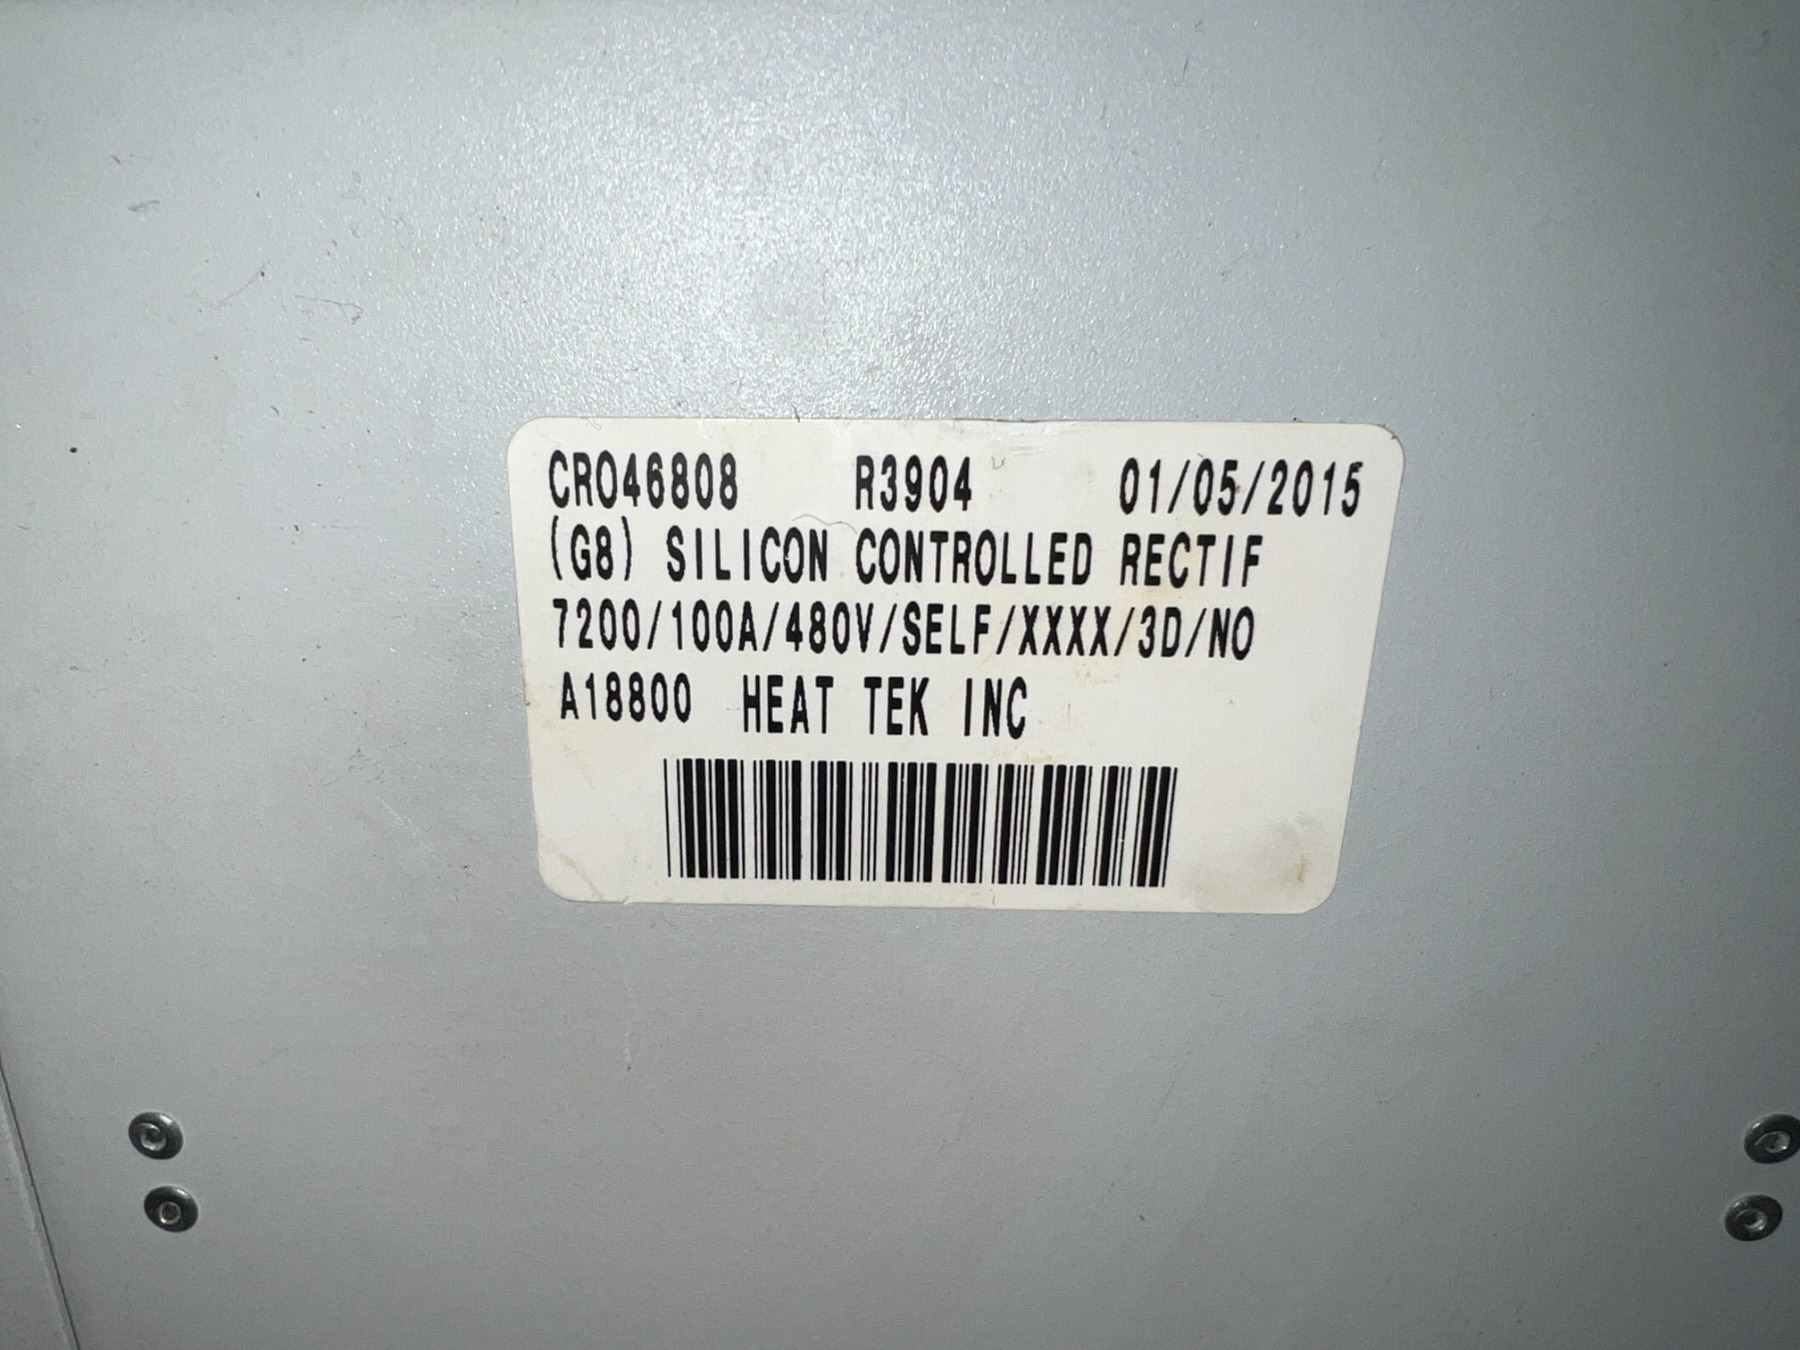 CR046808 R3904 01/05/2015
(G8) SILICON CONTROLLED RECTIF
7200/100A/480V/SELF/XXXX/3D/NO
A18800 HEAT TEK INC